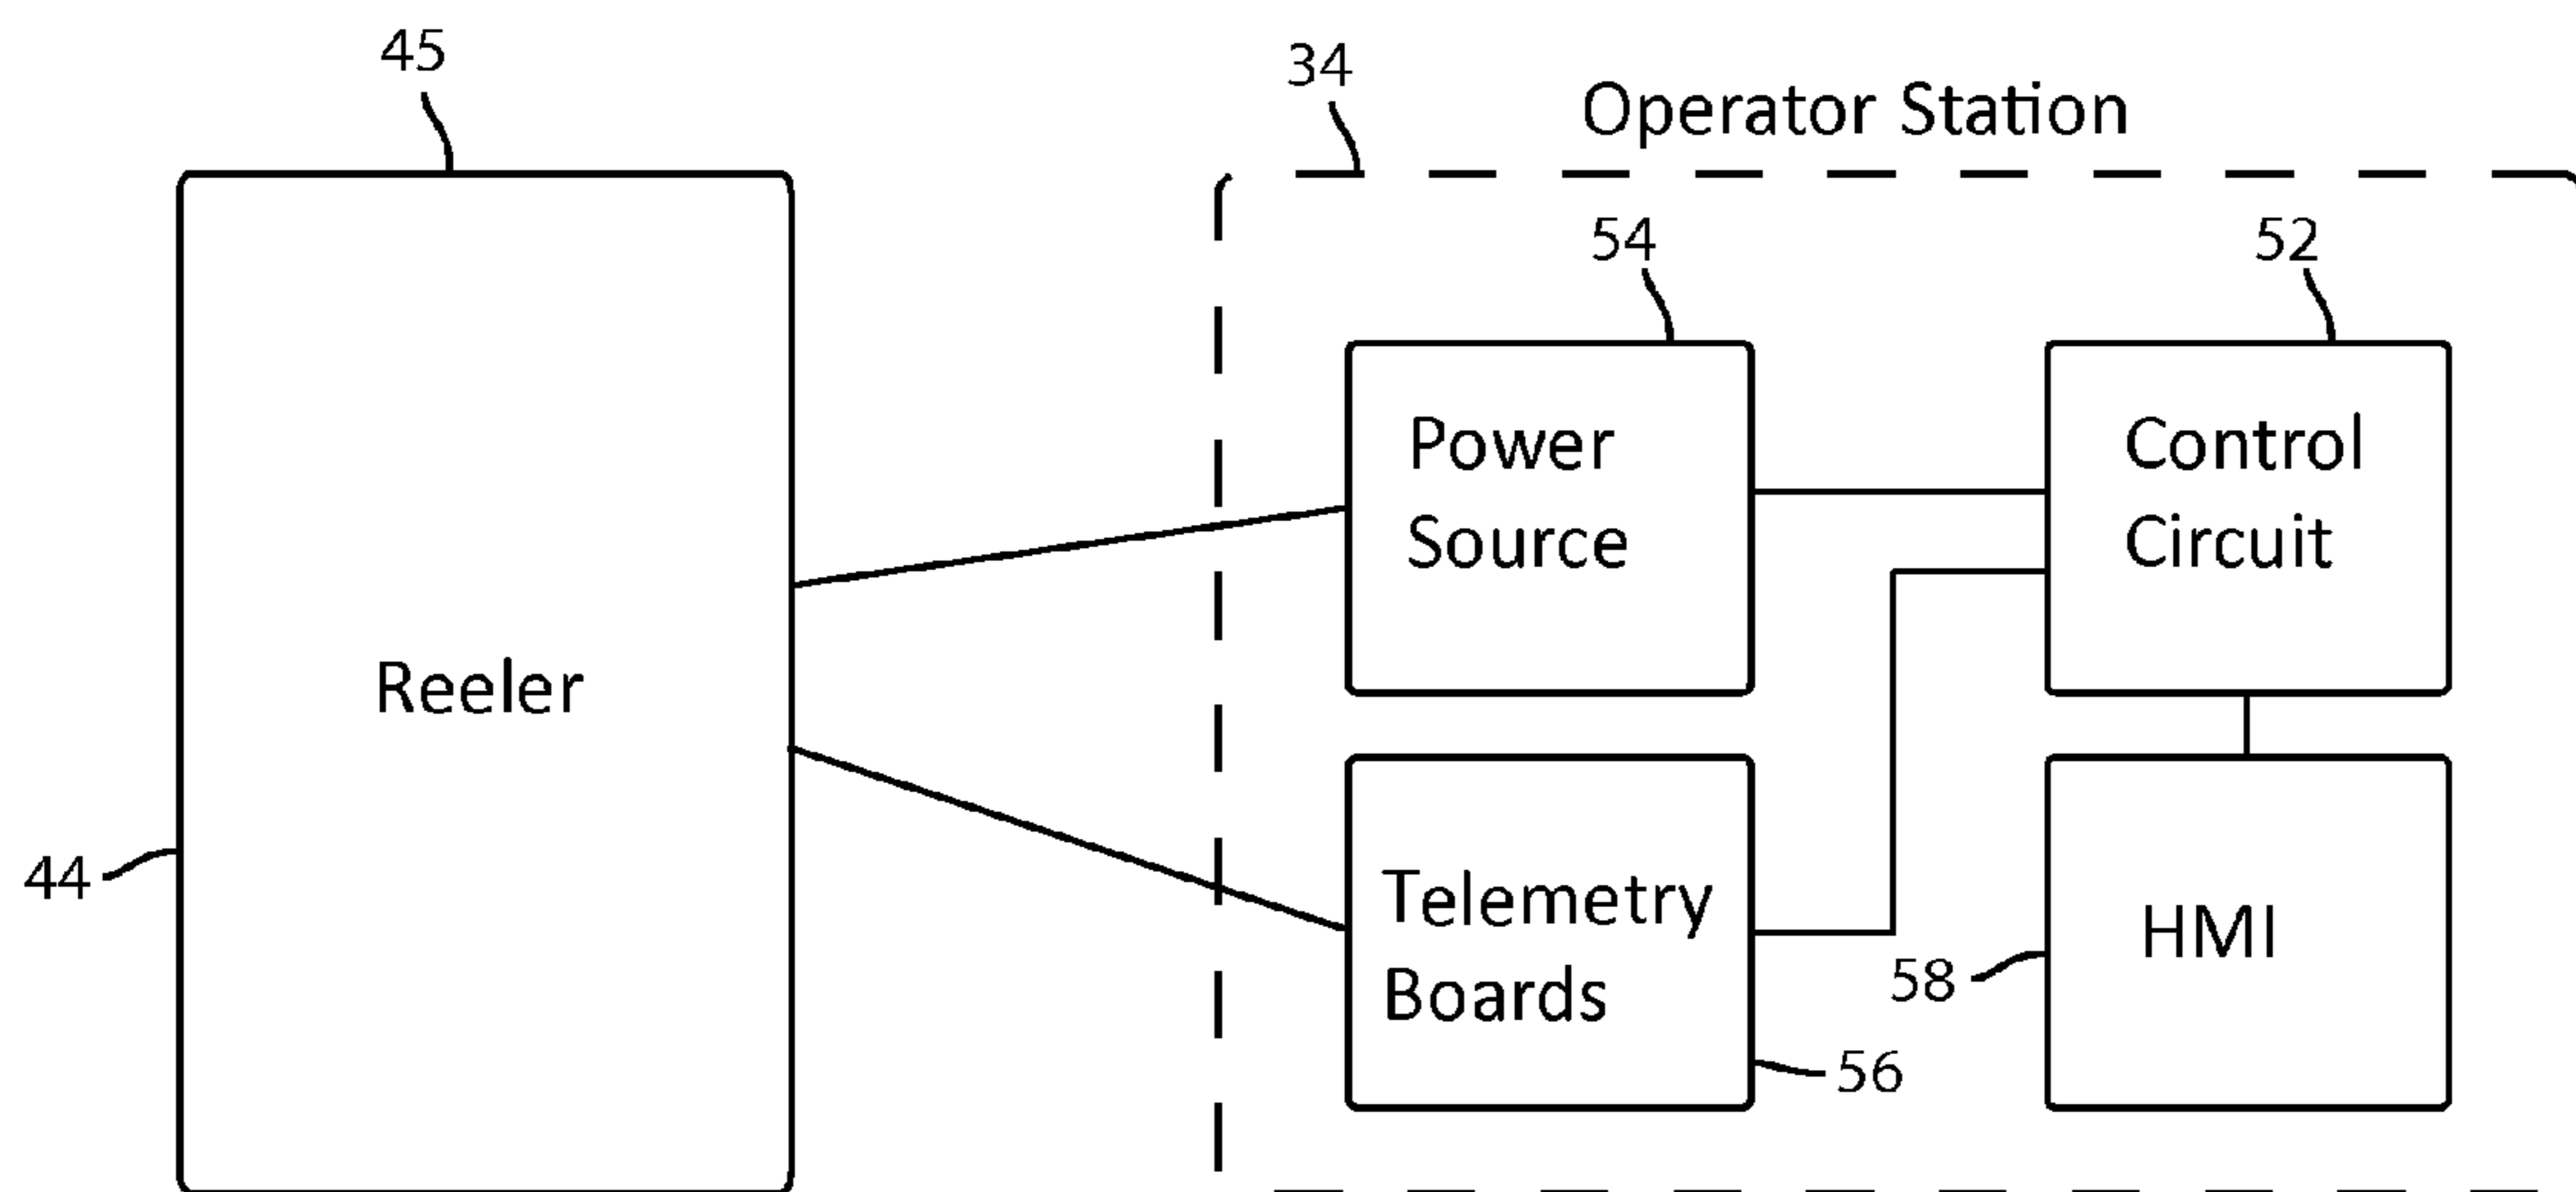 45
34
Operator Station
54
52
Power
Source
Control
Circuit
Reeler
44
Telemetry
Boards
HMI
58
56